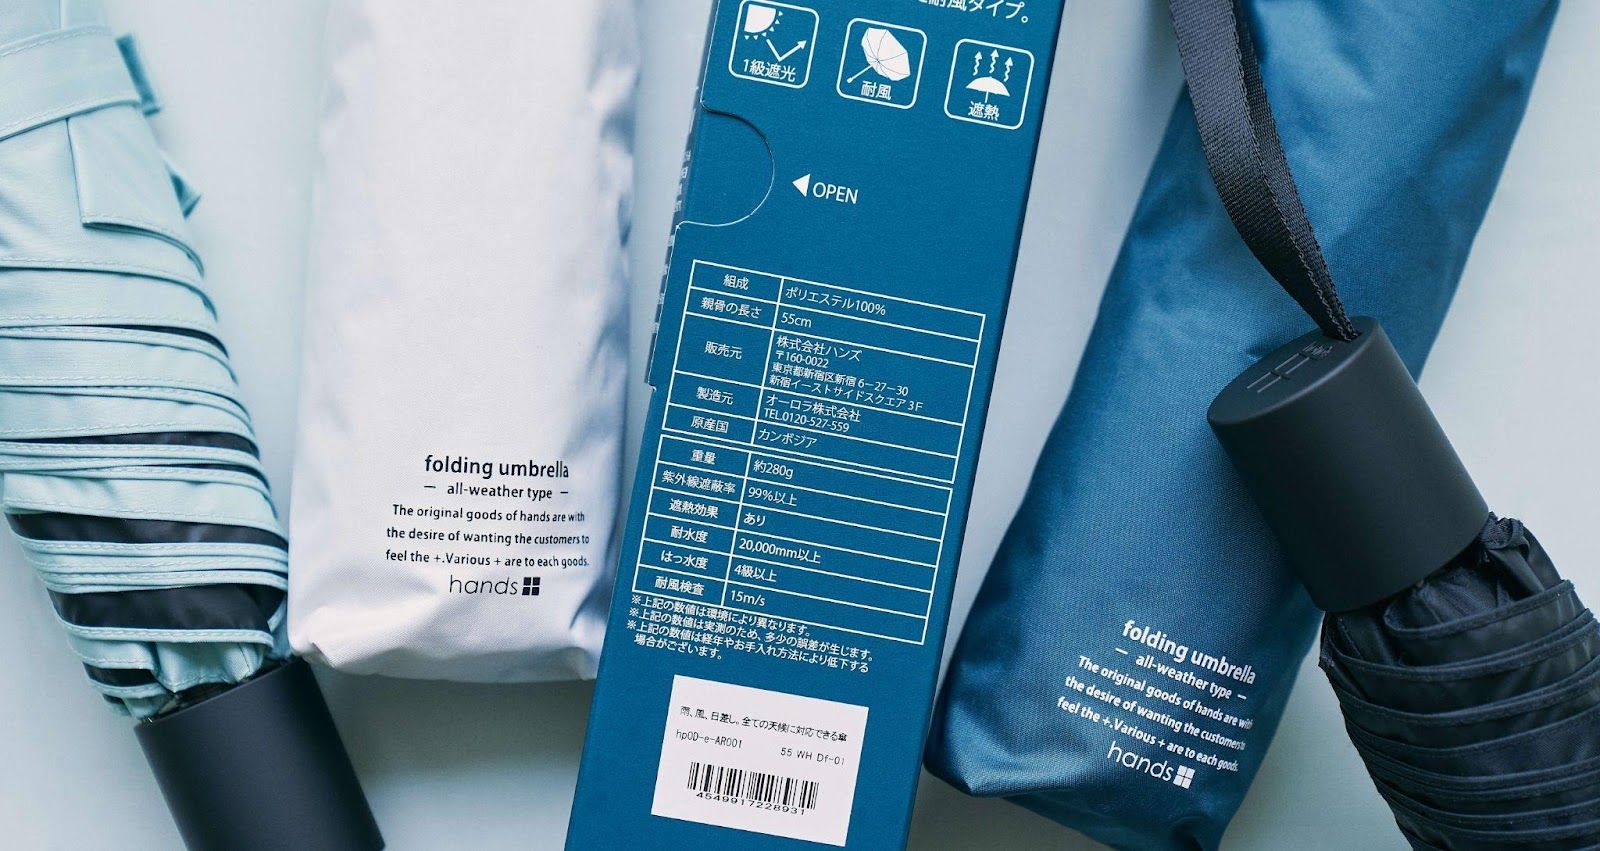 folding umbrella
– all-weather type –
The original goods of hands are with
the desire of wanting the customers to
feel the +.Various + are to each goods.
hands
耐風タイプ。
1級遮光
耐風
遮熱
OPEN
組成 ポリエステル100%
親骨の長さ 55cm
販売元 株式会社ハンズ
〒160-0022
東京都新宿区新宿 6-27-30
新宿イーストサイドスクエア 3F
製造元 オーロラ株式会社
TEL.0120-527-559
原産国 カンボジア
重量 約280g
紫外線遮蔽率 99%以上
遮熱効果 あり
耐水度 20,000mm以上
はっ水度 4級以上
耐風検査 15m/s
※上記の数値は環境により異なります。
※上記の数値は実測のため、多少の誤差が生じます。
※上記の数値は経年やお手入れ方法により低下する
場合がございます。
雨、風、日差し。全ての天候に対応できる傘
hpOD-e-AR001 55 WH Df-01
4549917228931
folding umbrella
– all-weather type –
The original goods of hands are with
the desire of wanting the customers to
feel the +.Various + are to each goods.
hands